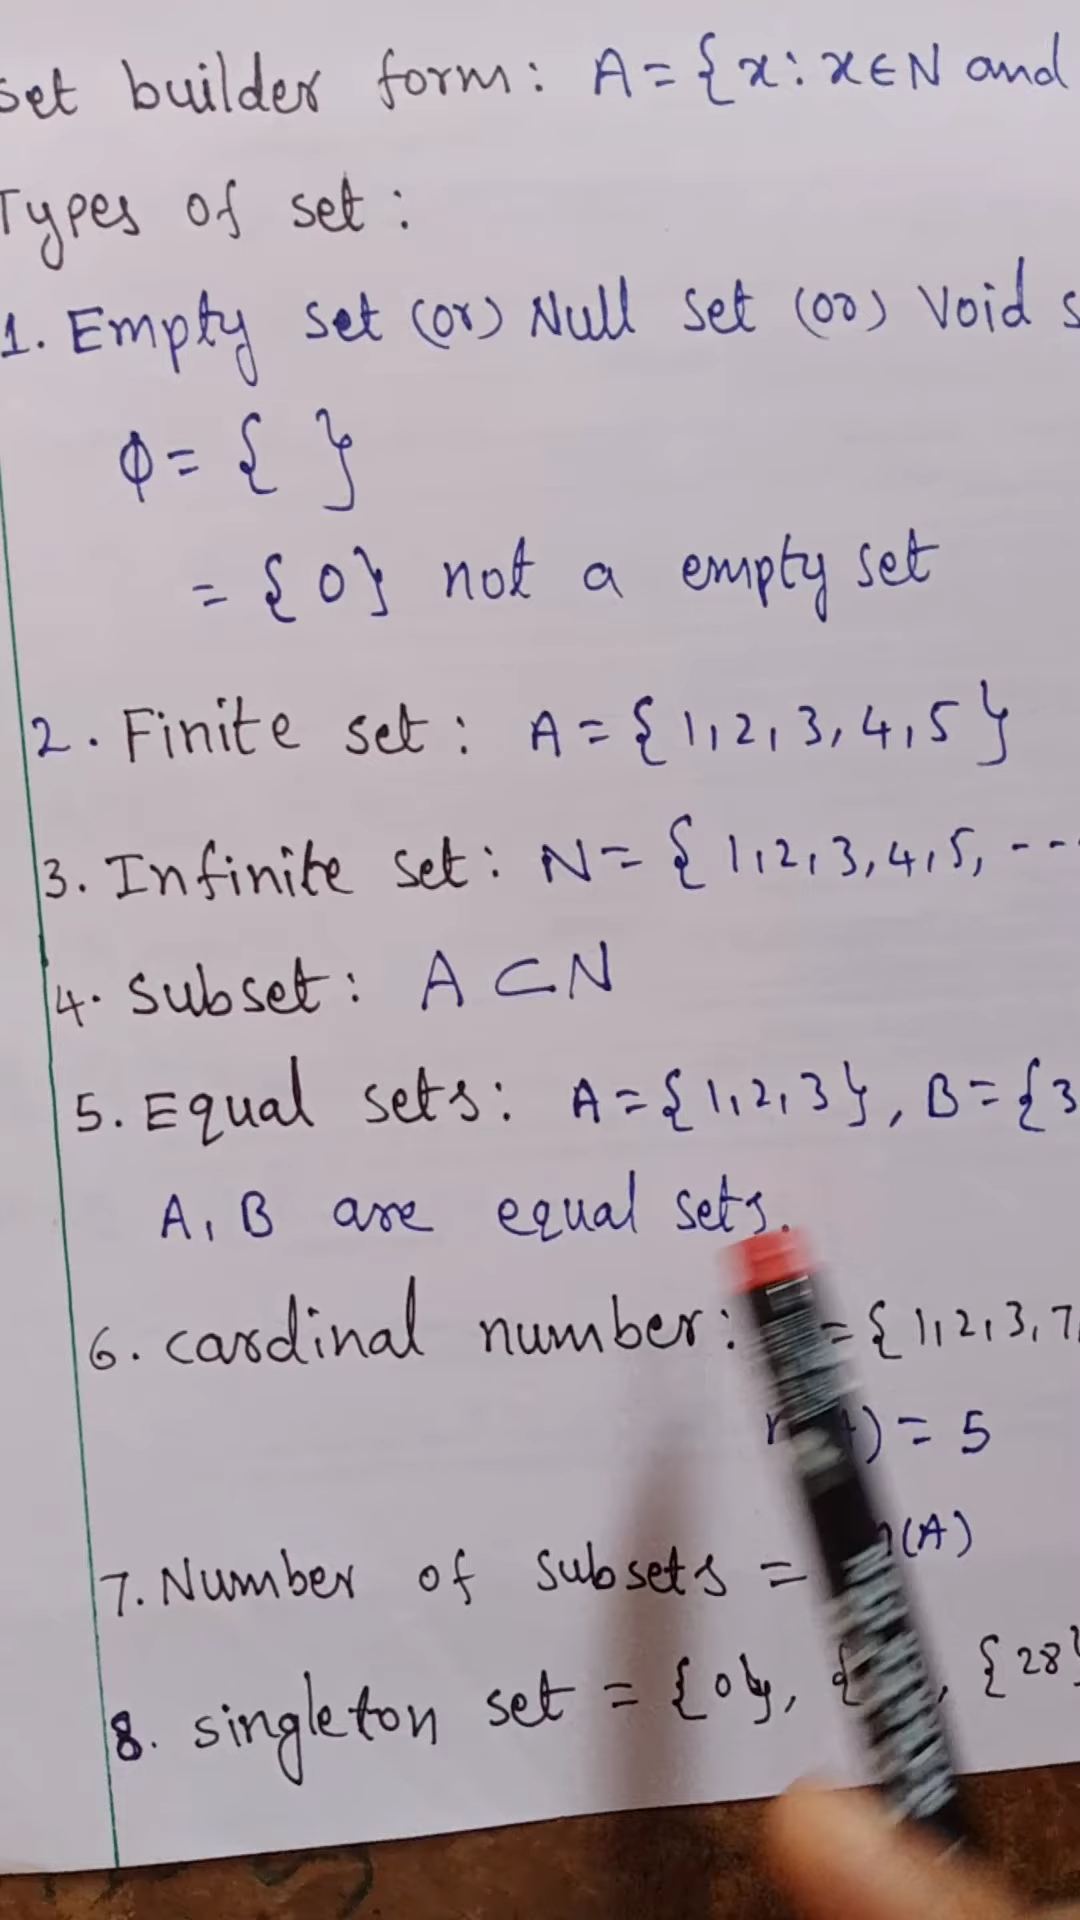 set builder form: A={x:x∈N and
Types of set:
1. Empty set (or) Null set (or) Void
ϕ={ }
={0} not a empty set
2. Finite set: A={1,2,3,4,5}
3. Infinite set: N={1,2,3,4,5,---
4. Subset: A⊂N
5. Equal sets: A={1,2,3}, B={3
A, B are equal sets.
6. cardinal number: ={1,2,3,7,
)=5
7. Number of subsets = n(A)
8. singleton set = {0}, { , {28}